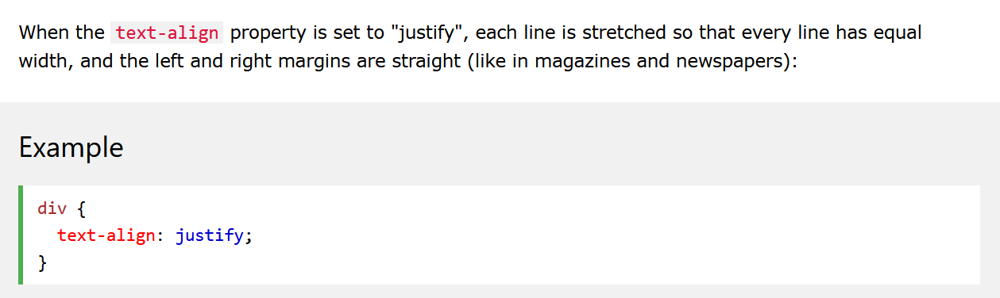 When the text-align property is set to "justify", each line is stretched so that every line has equal
width, and the left and right margins are straight (like in magazines and newspapers):
Example
div {
  text-align: justify;
}